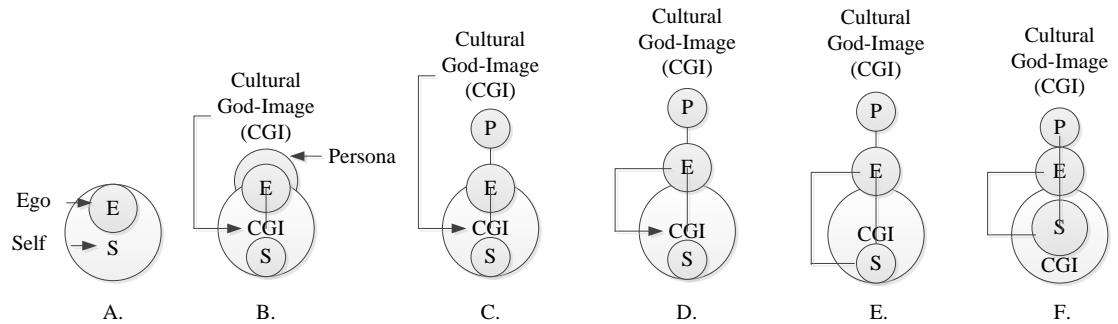 Ego
Self
E
S
A.
Cultural
God-Image
(CGI)
Persona
E
CGI
S
B.
Cultural
God-Image
(CGI)
P
E
CGI
S
C.
Cultural
God-Image
(CGI)
P
E
CGI
S
D.
Cultural
God-Image
(CGI)
P
E
CGI
S
E.
Cultural
God-Image
(CGI)
P
E
S
CGI
F.